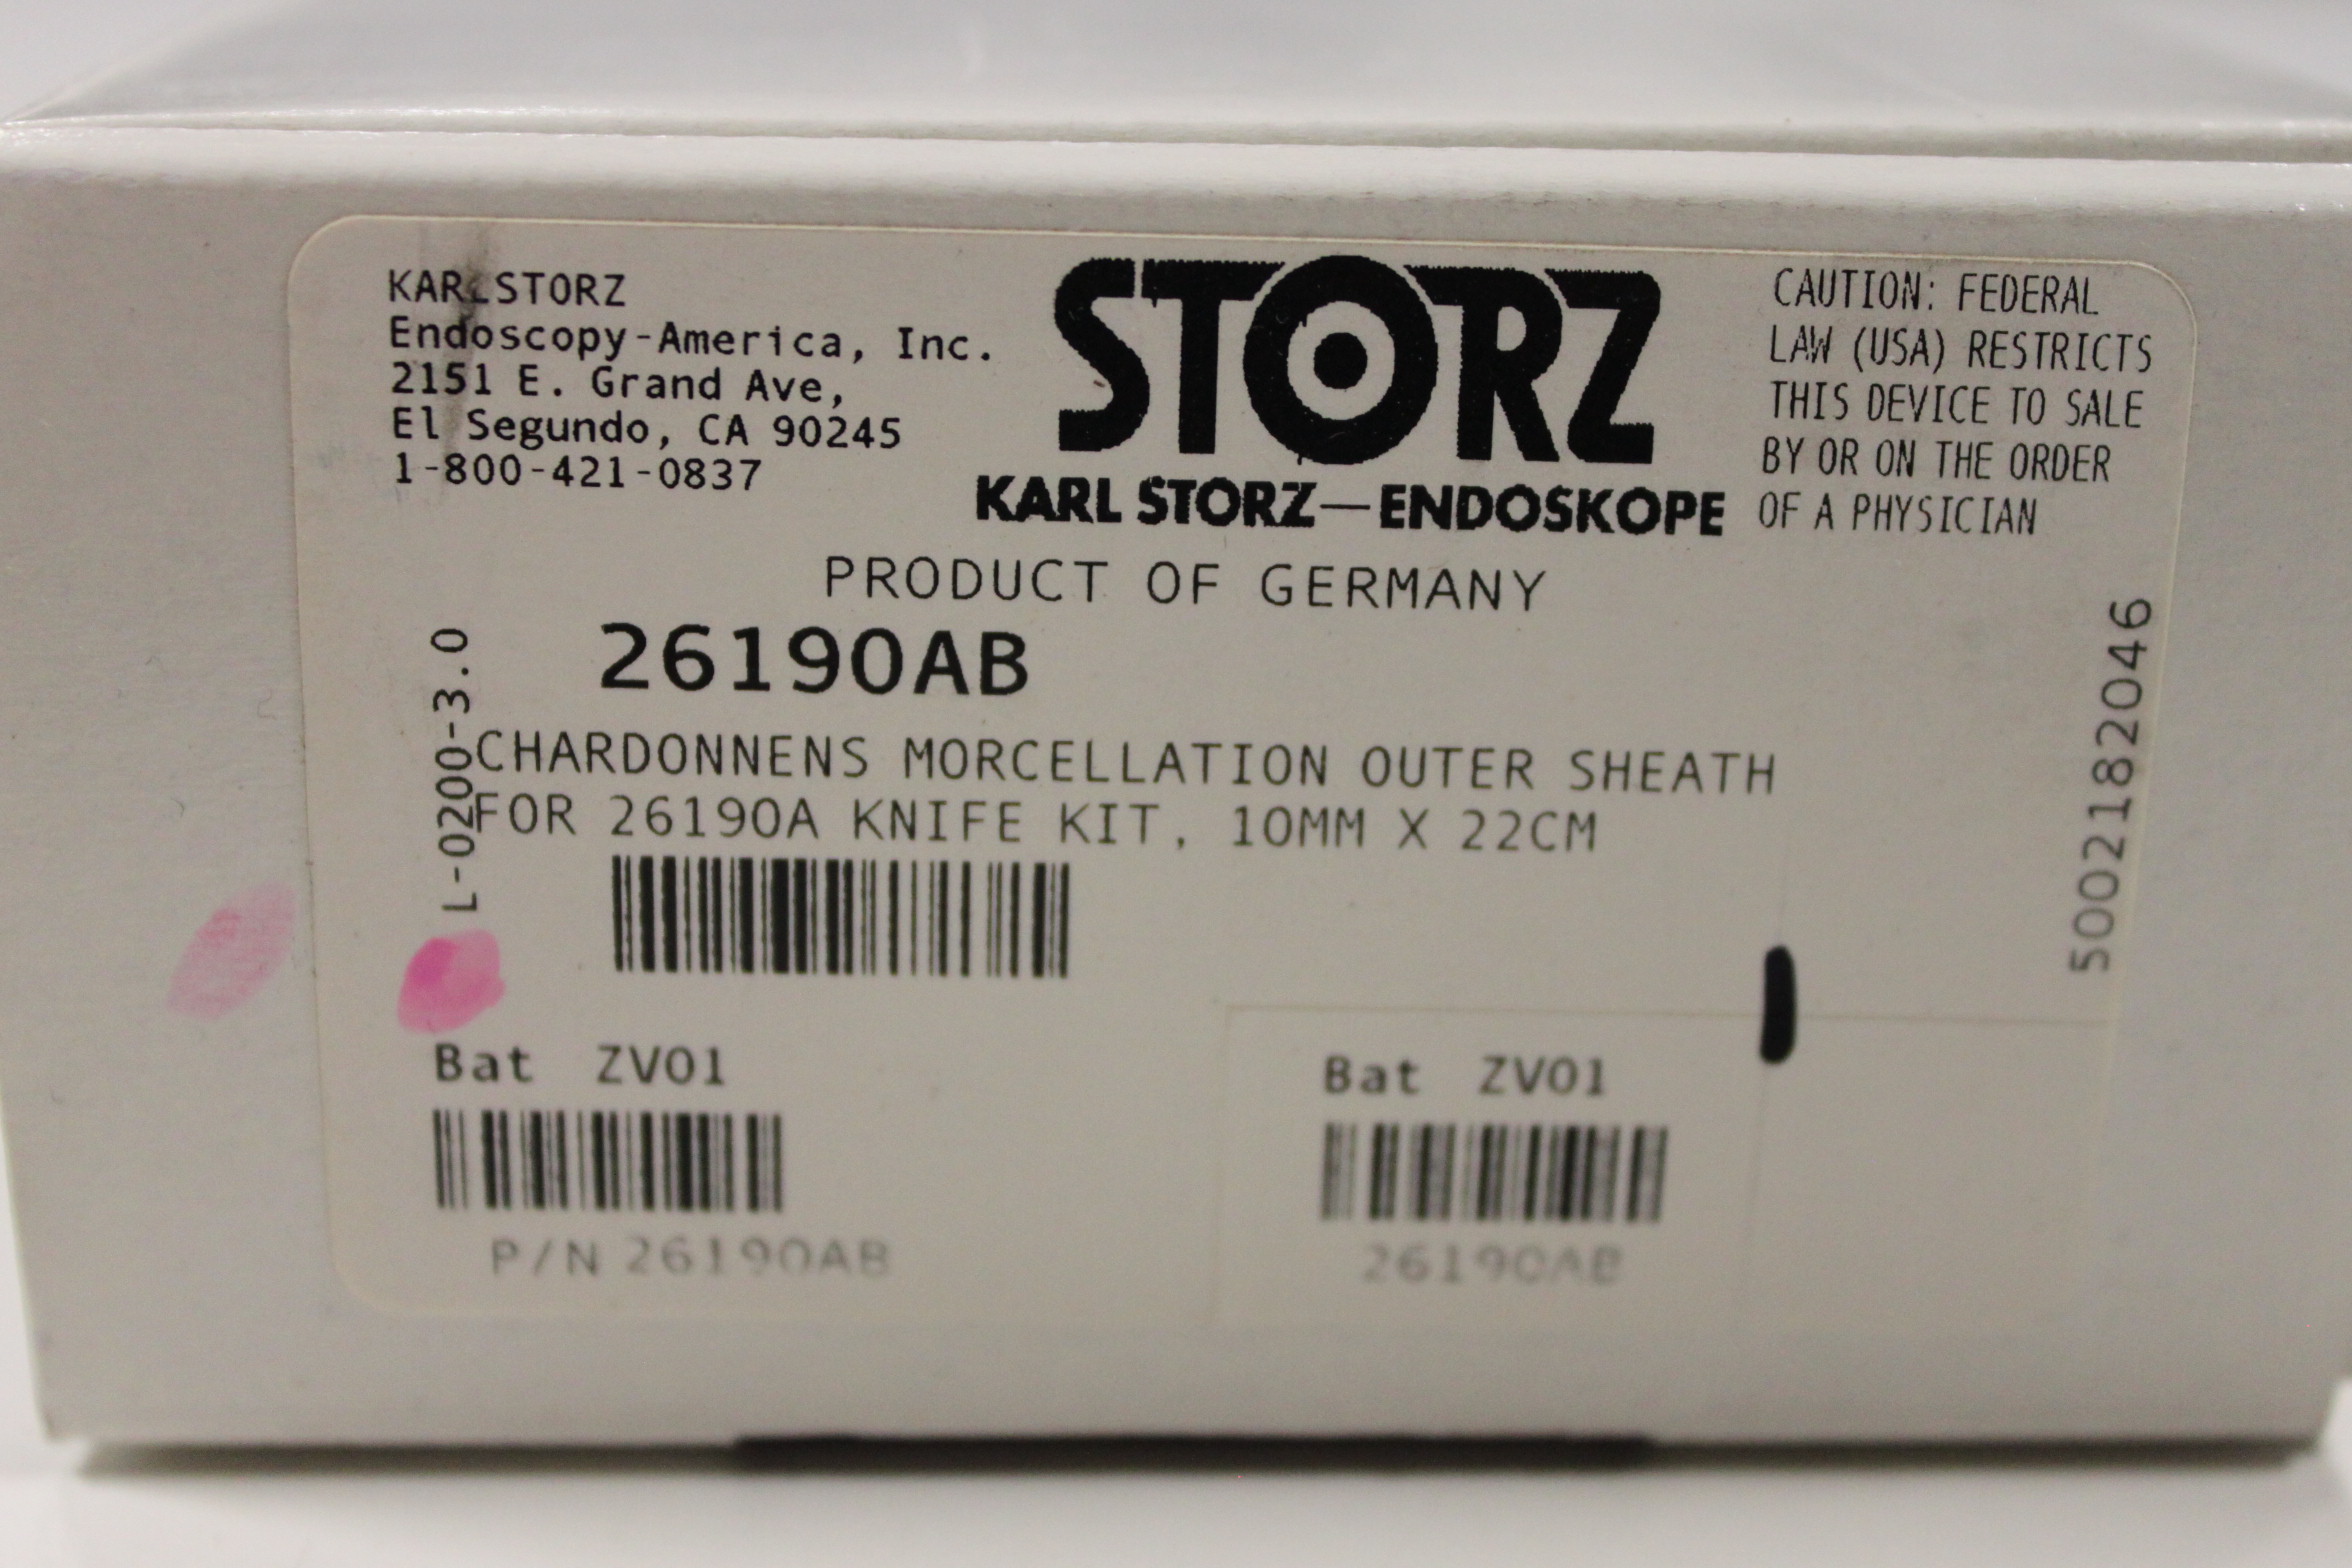 KARL STORZ
Endoscopy-America, Inc.
2151 E. Grand Ave,
El Segundo, CA 90245
1-800-421-0837
STORZ
KARL STORZ—ENDOSKOPE
CAUTION: FEDERAL
LAW (USA) RESTRICTS
THIS DEVICE TO SALE
BY OR ON THE ORDER
OF A PHYSICIAN
PRODUCT OF GERMANY
26190AB
L-0200-3.0
CHARDONNENS MORCELLATION OUTER SHEATH
FOR 26190A KNIFE KIT, 10MM X 22CM
5002182046
Bat ZV01
P/N 26190AB
Bat ZV01
26190AB